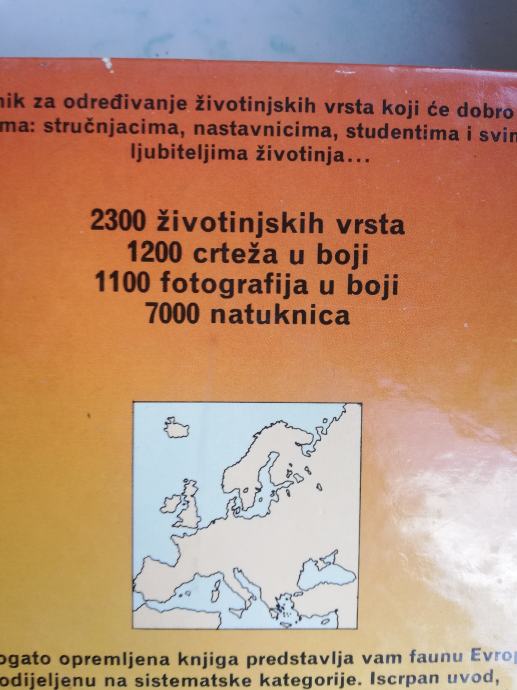 nik za određivanje životinjskih vrsta koji će dobro
ma: stručnjacima, nastavnicima, studentima i svim
ljubiteljima životinja...
2300 životinjskih vrsta
1200 crteža u boji
1100 fotografija u boji
7000 natuknica
ogato opremljena knjiga predstavlja vam faunu Evrop
odijeljenu na sistematske kategorije. Iscrpan uvod,